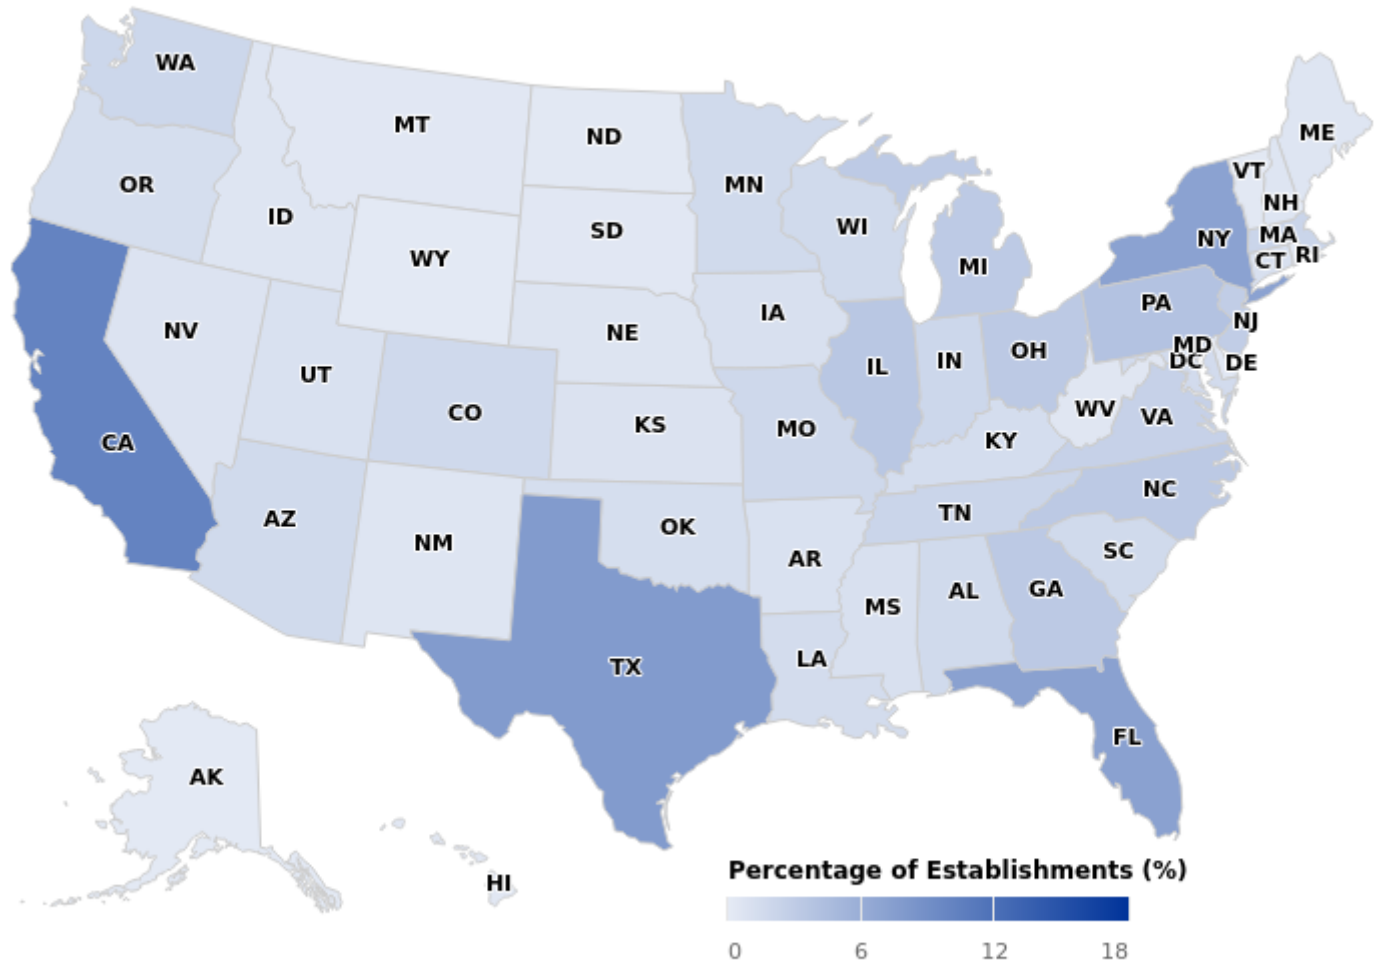 WA
MT
ND
MN
ME
VT
OR
ID
SD
WI
NH
NY
MA
WY
MI
CT
RI
PA
NV
NE
IA
NJ
UT
IL
IN
OH
MD
DC
DE
CO
KS
MO
WV
VA
CA
KY
AZ
NM
OK
TN
NC
AR
SC
MS
AL
GA
LA
TX
FL
AK
HI
Percentage of Establishments (%)
0 6 12 18